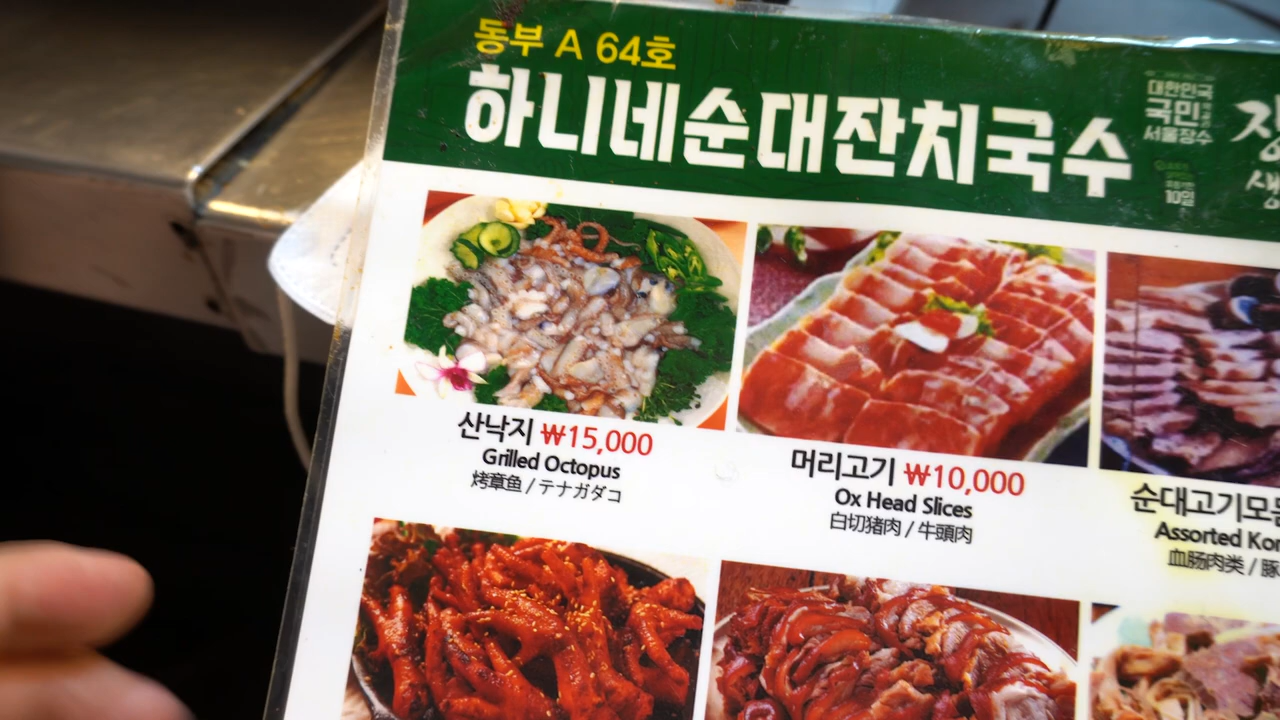 동부 A 64호
하니네순대잔치국수
대한민국
국민
서울장수
10일
산낙지 ₩15,000
Grilled Octopus
烤章鱼 / テナガダコ
머리고기 ₩10,000
Ox Head Slices
白切猪肉 / 牛頭肉
순대고기모
Assorted Kor
血肠肉类 / 豚